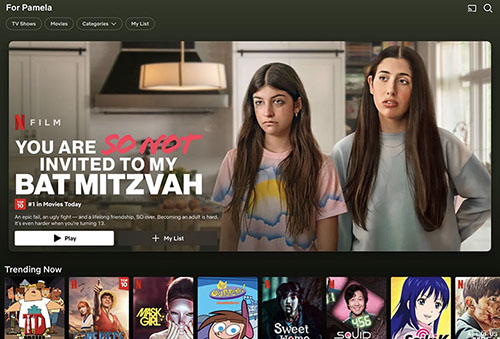 For Pamela
TV Shows
Movies
Categories
My List
N FILM
YOU ARE SO NOT
INVITED TO MY
BAT MITZVAH
TOP 10 #1 in Movies Today
An epic fail, an ugly fight — and a lifelong friendship, SO over. Becoming an adult is hard.
It's even harder when you're turning 13.
Play
My List
Trending Now
MASK
GIRL
Sweet
Home
456
SQUID